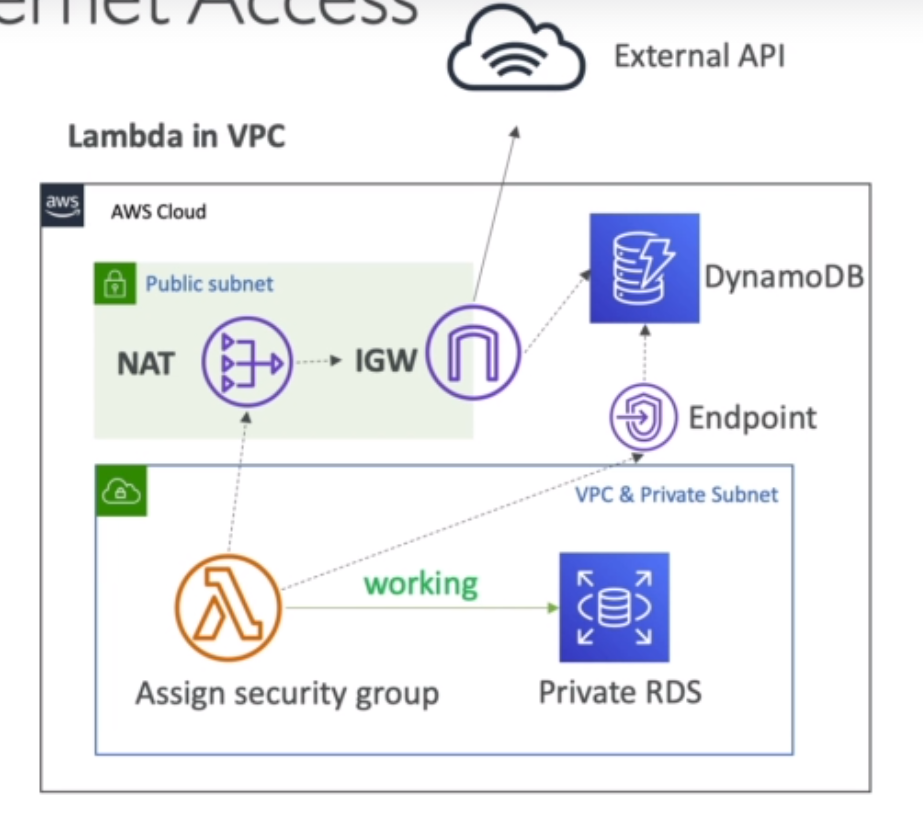 ernet Access
External API
Lambda in VPC
aws
AWS Cloud
Public subnet
DynamoDB
NAT
IGW
Endpoint
VPC & Private Subnet
working
Assign security group
Private RDS